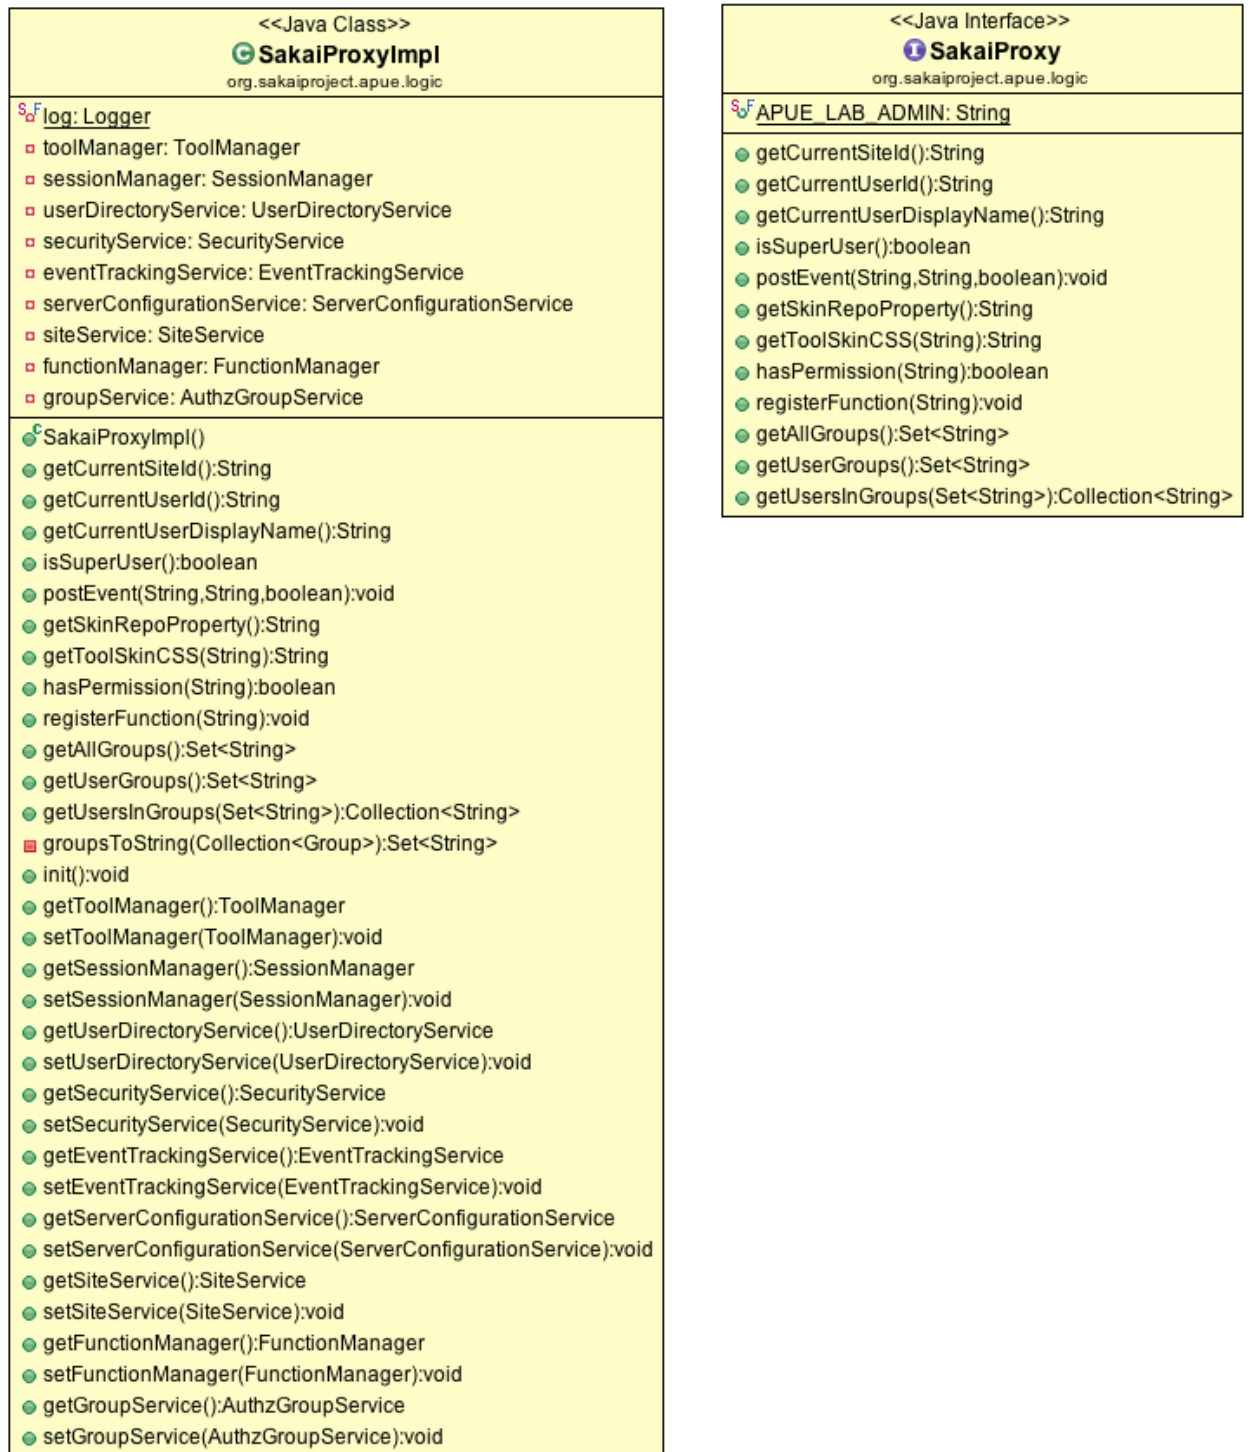 <<Java Class>>
SakaiProxyImpl
org.sakaiproject.apue.logic
log: Logger
toolManager: ToolManager
sessionManager: SessionManager
userDirectoryService: UserDirectoryService
securityService: SecurityService
eventTrackingService: EventTrackingService
serverConfigurationService: ServerConfigurationService
siteService: SiteService
functionManager: FunctionManager
groupService: AuthzGroupService
SakaiProxyImpl()
getCurrentSiteId():String
getCurrentUserId():String
getCurrentUserDisplayName():String
isSuperUser():boolean
postEvent(String,String,boolean):void
getSkinRepoProperty():String
getToolSkinCSS(String):String
hasPermission(String):boolean
registerFunction(String):void
getAllGroups():Set<String>
getUserGroups():Set<String>
getUsersInGroups(Set<String>):Collection<String>
groupsToString(Collection<Group>):Set<String>
init():void
getToolManager():ToolManager
setToolManager(ToolManager):void
getSessionManager():SessionManager
setSessionManager(SessionManager):void
getUserDirectoryService():UserDirectoryService
setUserDirectoryService(UserDirectoryService):void
getSecurityService():SecurityService
setSecurityService(SecurityService):void
getEventTrackingService():EventTrackingService
setEventTrackingService(EventTrackingService):void
getServerConfigurationService():ServerConfigurationService
setServerConfigurationService(ServerConfigurationService):void
getSiteService():SiteService
setSiteService(SiteService):void
getFunctionManager():FunctionManager
setFunctionManager(FunctionManager):void
getGroupService():AuthzGroupService
setGroupService(AuthzGroupService):void
<<Java Interface>>
SakaiProxy
org.sakaiproject.apue.logic
APUE_LAB_ADMIN: String
getCurrentSiteId():String
getCurrentUserId():String
getCurrentUserDisplayName():String
isSuperUser():boolean
postEvent(String,String,boolean):void
getSkinRepoProperty():String
getToolSkinCSS(String):String
hasPermission(String):boolean
registerFunction(String):void
getAllGroups():Set<String>
getUserGroups():Set<String>
getUsersInGroups(Set<String>):Collection<String>